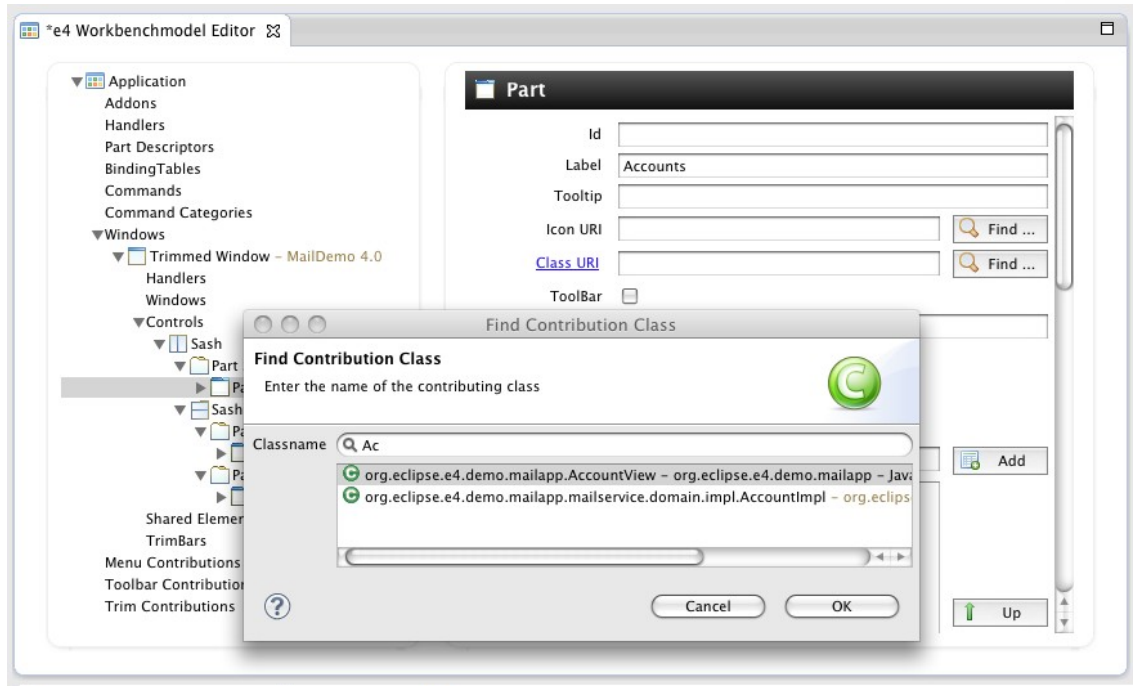 *e4 Workbenchmodel Editor
Application
Addons
Handlers
Part Descriptors
BindingTables
Commands
Command Categories
Windows
Trimmed Window – MailDemo 4.0
Handlers
Windows
Controls
Sash
Part
Sash
Shared
TrimBars
Menu Contributions
Toolbar
Trim Contributions
Part
Id
Label Accounts
Tooltip
Icon URI Find ...
Class URI Find ...
ToolBar
Add
Up
Find Contribution Class
Find Contribution Class
Enter the name of the contributing class
C
Classname Ac
org.eclipse.e4.demo.mailapp.AccountView – org.eclipse.e4.demo.mailapp – Java
org.eclipse.e4.demo.mailapp.mailservice.domain.impl.AccountImpl – org.eclips
? Cancel OK